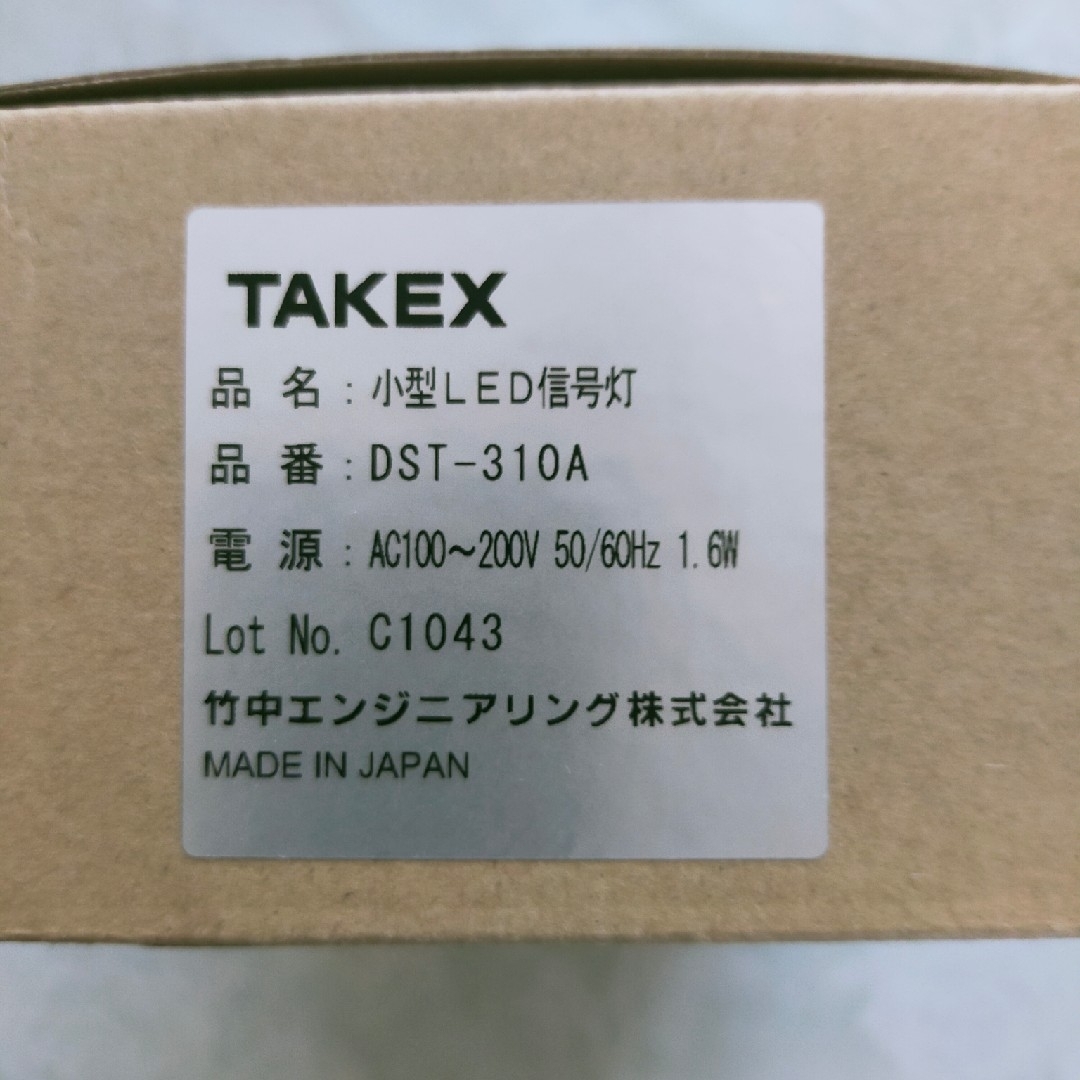 TAKEX
品 名 : 小型LED信号灯
品 番 : DST-310A
電 源 : AC100～200V 50/60Hz 1.6W
Lot No. C1043
竹中エンジニアリング株式会社
MADE IN JAPAN